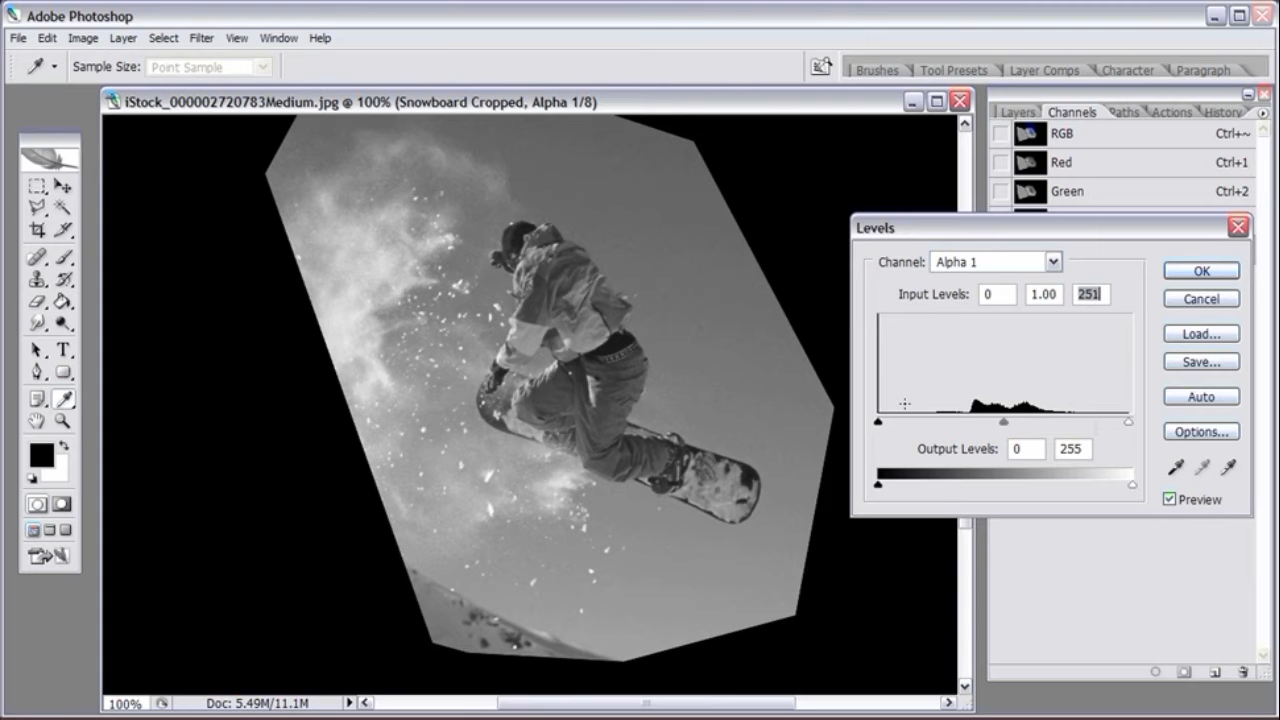 Adobe Photoshop
File Edit Image Layer Select Filter View Window Help
Sample Size: Point Sample
Brushes Tool Presets Layer Comps Character Paragraph
iStock_000002720783Medium.jpg @ 100% (Snowboard Cropped, Alpha 1/8)
Layers Channels Paths Actions History
RGB Ctrl+~
Red Ctrl+1
Green Ctrl+2
Levels
Channel: Alpha 1
Input Levels: 0 1.00 251
OK
Cancel
Load...
Save...
Auto
Options...
Output Levels: 0 255
Preview
100% Doc: 5.49M/11.1M